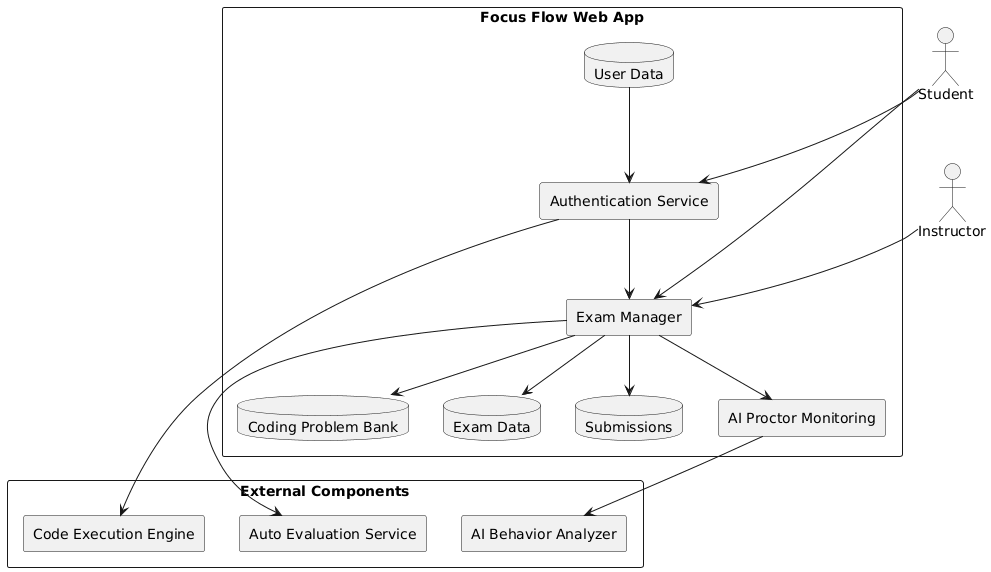 Focus Flow Web App
User Data
Student
Authentication Service
Instructor
Exam Manager
Coding Problem Bank
Exam Data
Submissions
AI Proctor Monitoring
External Components
Code Execution Engine
Auto Evaluation Service
AI Behavior Analyzer